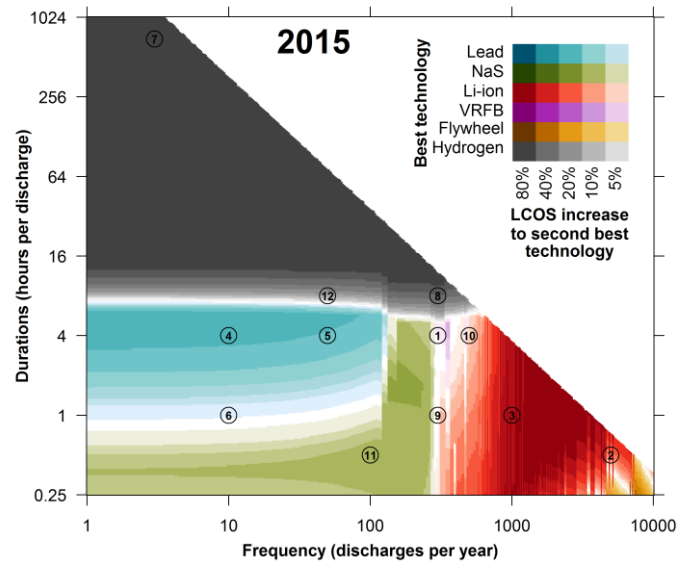 2015
1024
256
64
16
4
1
0.25
Durations (hours per discharge)
1
10
100
1000
10000
Frequency (discharges per year)
Best technology
Lead
NaS
Li-ion
VRFB
Flywheel
Hydrogen
80%
40%
20%
10%
5%
LCOS increase
to second best
technology
7
12
8
4
5
1
10
6
9
3
11
2